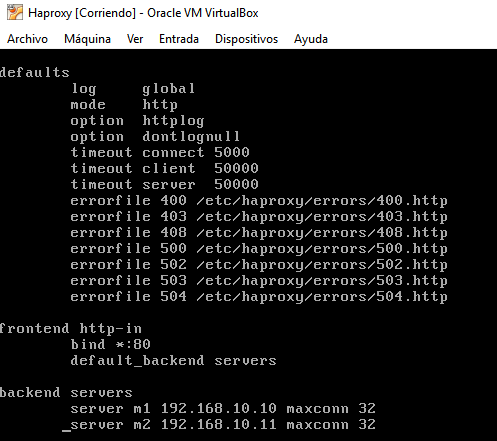 Haproxy [Corriendo] - Oracle VM VirtualBox
Archivo Máquina Ver Entrada Dispositivos Ayuda
defaults
log global
mode http
option httplog
option dontlognull
timeout connect 5000
timeout client 50000
timeout server 50000
errorfile 400 /etc/haproxy/errors/400.http
errorfile 403 /etc/haproxy/errors/403.http
errorfile 408 /etc/haproxy/errors/408.http
errorfile 500 /etc/haproxy/errors/500.http
errorfile 502 /etc/haproxy/errors/502.http
errorfile 503 /etc/haproxy/errors/503.http
errorfile 504 /etc/haproxy/errors/504.http
frontend http-in
bind *:80
default_backend servers
backend servers
server m1 192.168.10.10 maxconn 32
server m2 192.168.10.11 maxconn 32